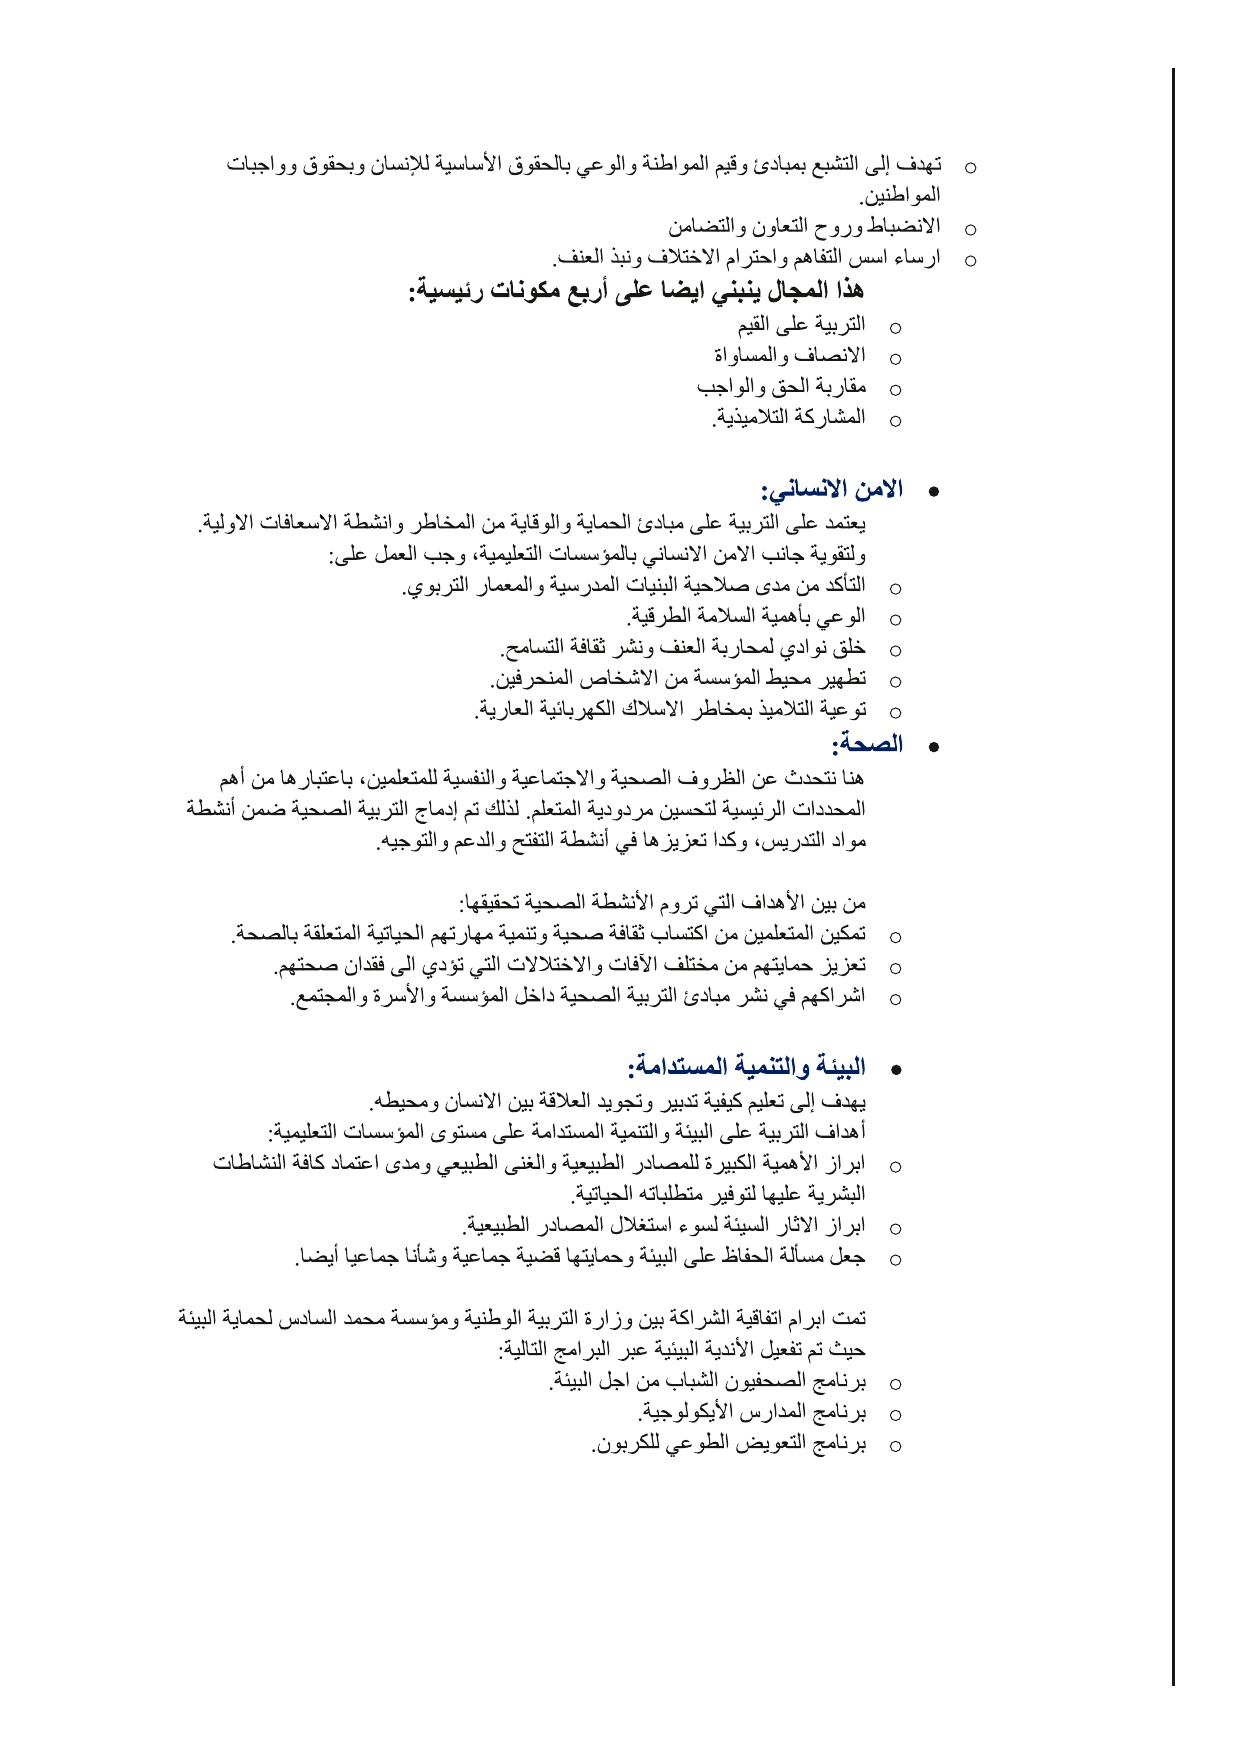 ○ تهدف إلى التشبع بمبادئ وقيم المواطنة والوعي بالحقوق الأساسية للإنسان وبحقوق وواجبات
المواطنين.
○ الانضباط وروح التعاون والتضامن
○ ارساء اسس التفاهم واحترام الاختلاف ونبذ العنف.
هذا المجال ينبني ايضا على أربع مكونات رئيسية:
○ التربية على القيم
○ الانصاف والمساواة
○ مقاربة الحق والواجب
○ المشاركة التلاميذية.
• الامن الانساني:
يعتمد على التربية على مبادئ الحماية والوقاية من المخاطر وانشطة الاسعافات الاولية.
ولتقوية جانب الامن الانساني بالمؤسسات التعليمية، وجب العمل على:
○ التأكد من مدى صلاحية البنيات المدرسية والمعمار التربوي.
○ الوعي بأهمية السلامة الطرقية.
○ خلق نوادي لمحاربة العنف ونشر ثقافة التسامح.
○ تطهير محيط المؤسسة من الاشخاص المنحرفين.
○ توعية التلاميذ بمخاطر الاسلاك الكهربائية العارية.
• الصحة:
هنا نتحدث عن الظروف الصحية والاجتماعية والنفسية للمتعلمين، باعتبارها من أهم
المحددات الرئيسية لتحسين مردودية المتعلم. لذلك تم إدماج التربية الصحية ضمن أنشطة
مواد التدريس، وكدا تعزيزها في أنشطة التفتح والدعم والتوجيه.
من بين الأهداف التي تروم الأنشطة الصحية تحقيقها:
○ تمكين المتعلمين من اكتساب ثقافة صحية وتنمية مهارتهم الحياتية المتعلقة بالصحة.
○ تعزيز حمايتهم من مختلف الآفات والاختلالات التي تؤدي الى فقدان صحتهم.
○ اشراكهم في نشر مبادئ التربية الصحية داخل المؤسسة والأسرة والمجتمع.
• البيئة والتنمية المستدامة:
يهدف إلى تعليم كيفية تدبير وتجويد العلاقة بين الانسان ومحيطه.
أهداف التربية على البيئة والتنمية المستدامة على مستوى المؤسسات التعليمية:
○ ابراز الأهمية الكبيرة للمصادر الطبيعية والغنى الطبيعي ومدى اعتماد كافة النشاطات
البشرية عليها لتوفير متطلباته الحياتية.
○ ابراز الاثار السيئة لسوء استغلال المصادر الطبيعية.
○ جعل مسألة الحفاظ على البيئة وحمايتها قضية جماعية وشأنا جماعيا أيضا.
تمت ابرام اتفاقية الشراكة بين وزارة التربية الوطنية ومؤسسة محمد السادس لحماية البيئة
حيث تم تفعيل الأندية البيئية عبر البرامج التالية:
○ برنامج الصحفيون الشباب من اجل البيئة.
○ برنامج المدارس الأيكولوجية.
○ برنامج التعويض الطوعي للكربون.